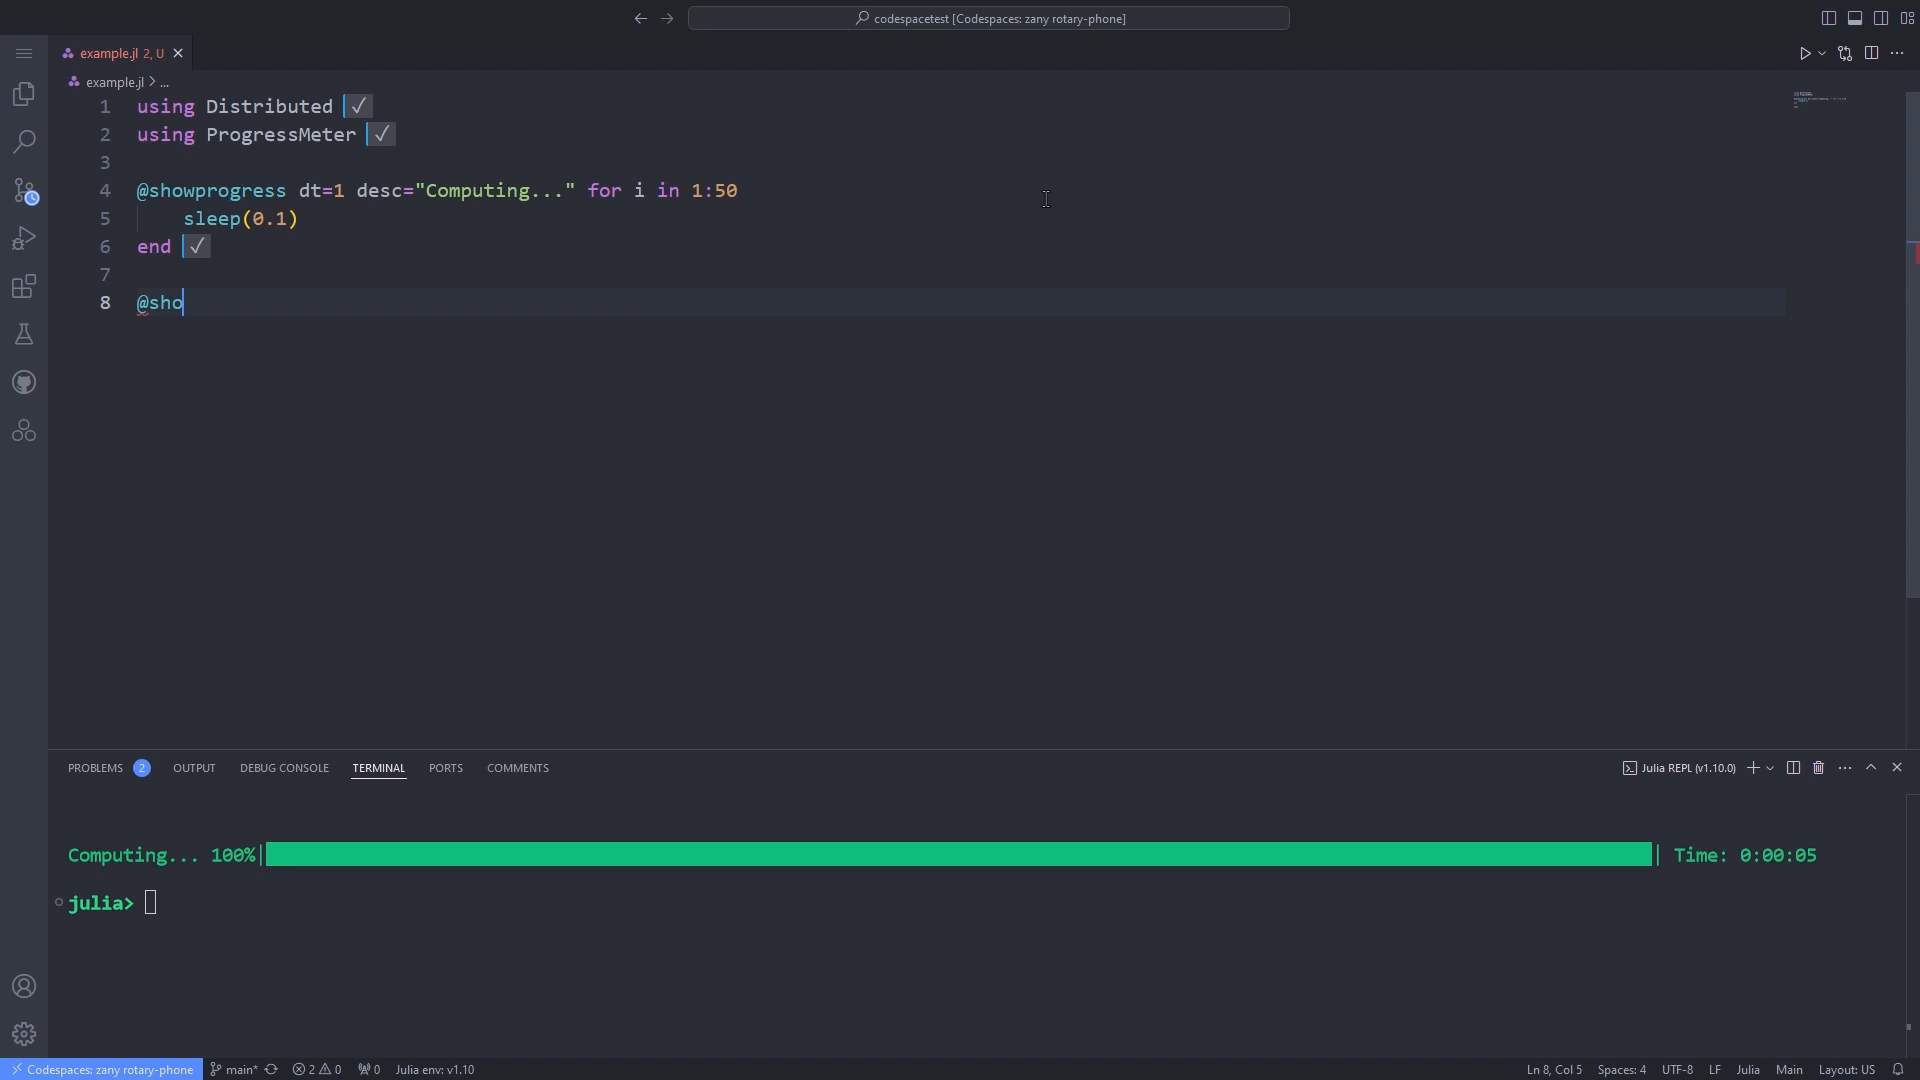 codespacetest [Codespaces: zany rotary-phone]
example.jl 2, U
example.jl > ...
1 using Distributed ✓
2 using ProgressMeter ✓
3
4 @showprogress dt=1 desc="Computing..." for i in 1:50
5 sleep(0.1)
6 end ✓
7
8 @sho
PROBLEMS 2 OUTPUT DEBUG CONSOLE TERMINAL PORTS COMMENTS Julia REPL (v1.10.0)
Computing... 100%| | Time: 0:00:05
julia>
Codespaces: zany rotary-phone main* 2 0 0 Julia env: v1.10 Ln 8, Col 5 Spaces: 4 UTF-8 LF Julia Main Layout: US